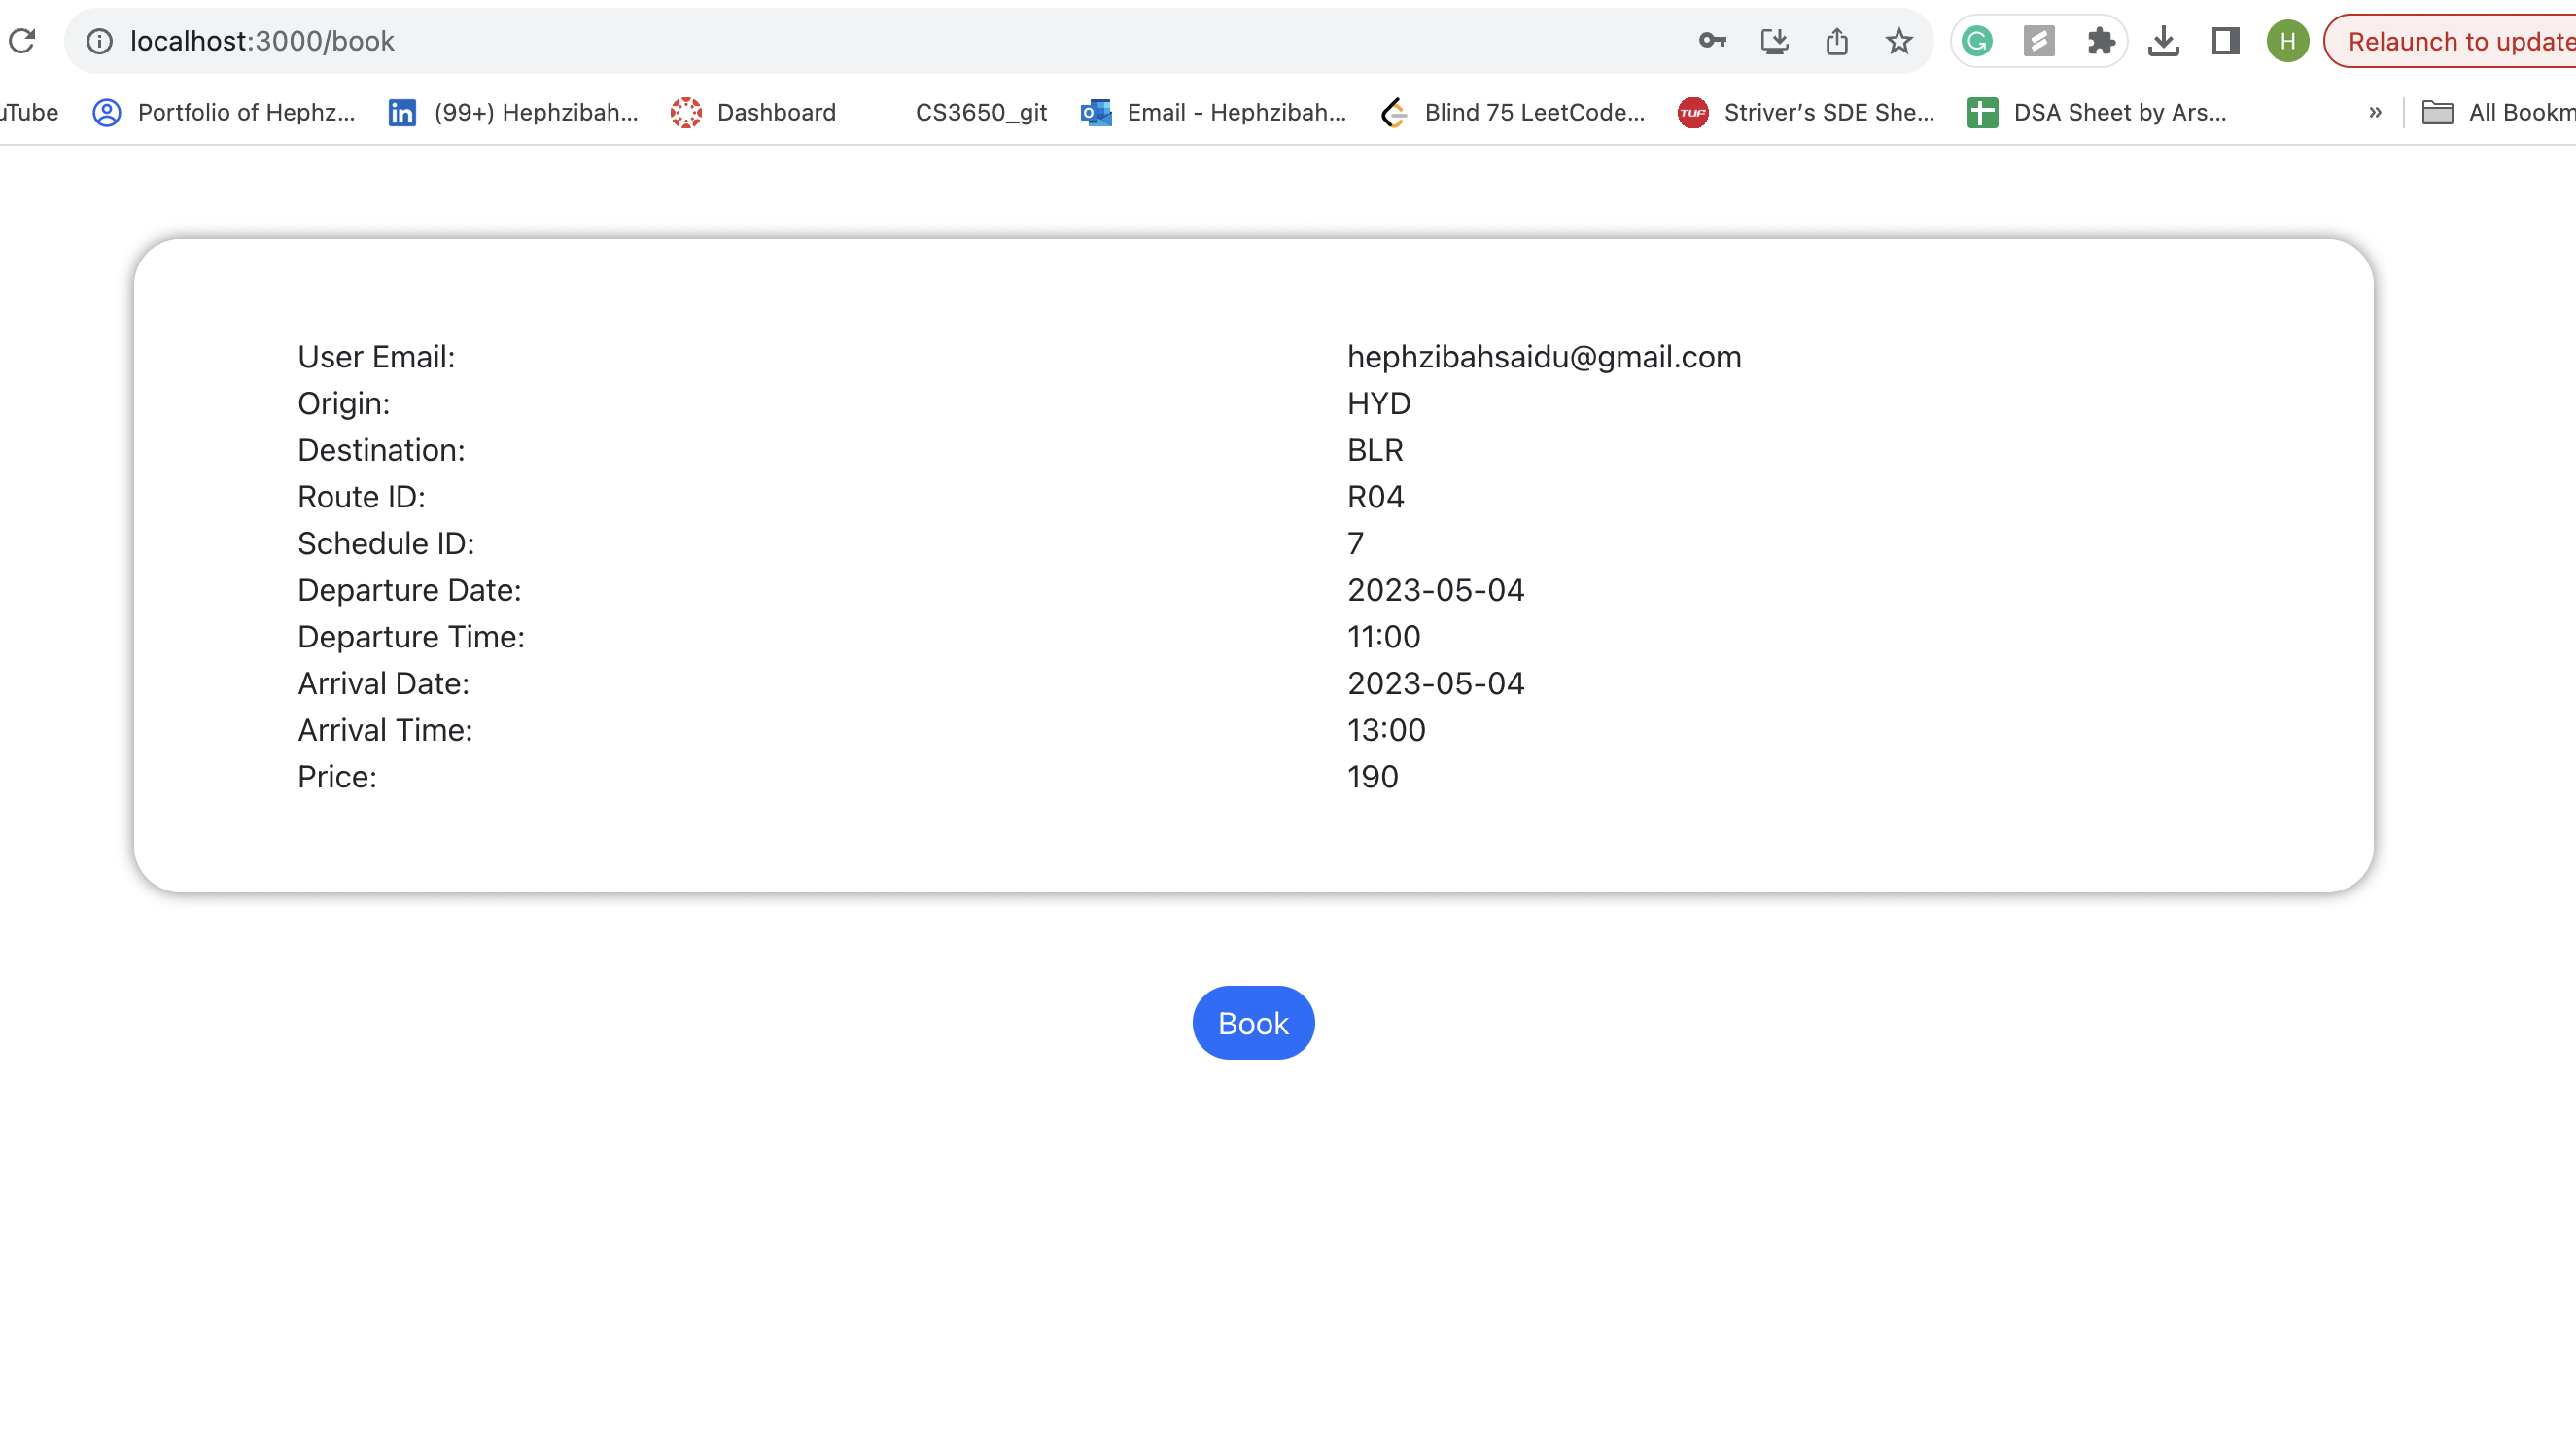 localhost:3000/book
H
Relaunch to update
uTube
Portfolio of Hephz...
in
(99+) Hephzibah...
Dashboard
CS3650_git
Email - Hephzibah...
Blind 75 LeetCode...
TUF
Striver's SDE She...
DSA Sheet by Ars...
»
All Bookm
User Email: hephzibahsaidu@gmail.com
Origin: HYD
Destination: BLR
Route ID: R04
Schedule ID: 7
Departure Date: 2023-05-04
Departure Time: 11:00
Arrival Date: 2023-05-04
Arrival Time: 13:00
Price: 190
Book